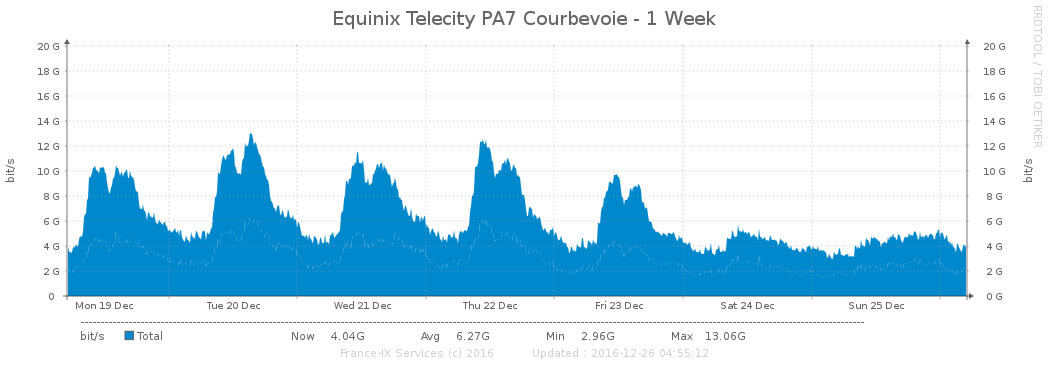 Equinix Telecity PA7 Courbevoie - 1 Week
RRDTOOL / TOBI OETIKER
bit/s
bit/s
20 G 20 G
18 G 18 G
16 G 16 G
14 G 14 G
12 G 12 G
10 G 10 G
8 G 8 G
6 G 6 G
4 G 4 G
2 G 2 G
0 0 G
Mon 19 Dec Tue 20 Dec Wed 21 Dec Thu 22 Dec Fri 23 Dec Sat 24 Dec Sun 25 Dec
bit/s Total Now 4.04G Avg 6.27G Min 2.96G Max 13.06G
France-IX Services (c) 2016 Updated : 2016-12-26 04:55:12